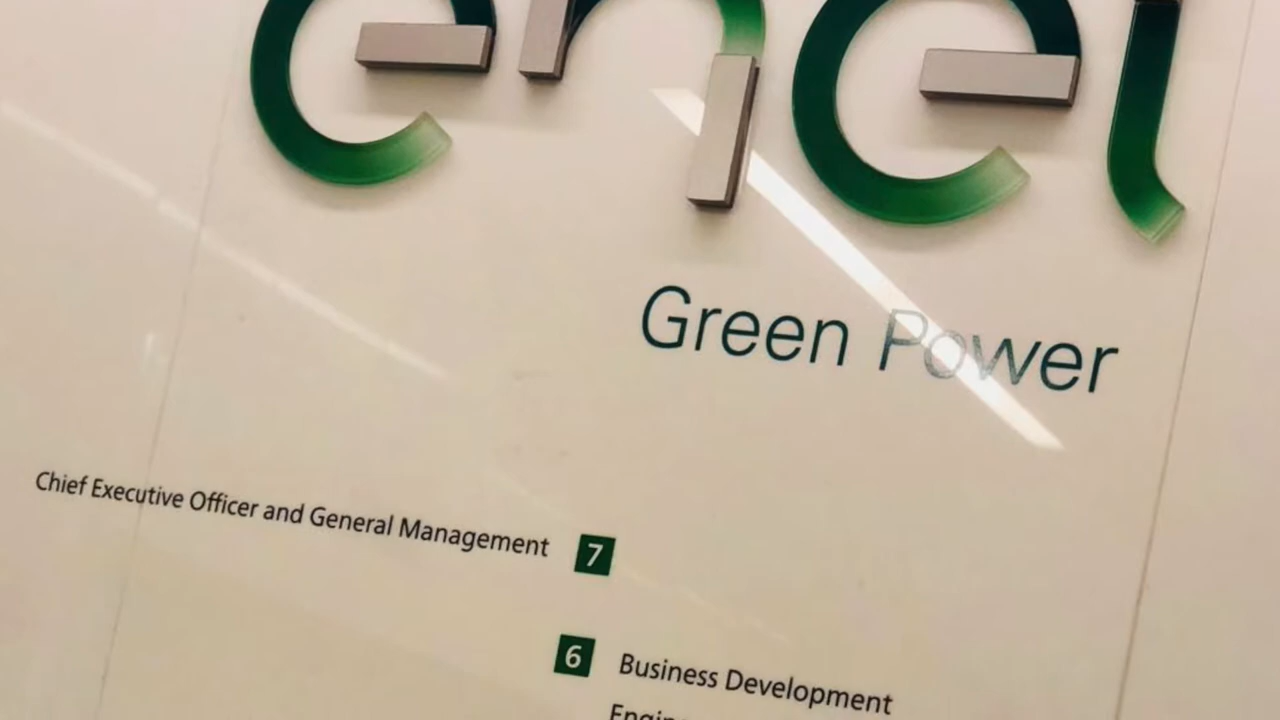 enel
Green Power
Chief Executive Officer and General Management 7
6 Business Development